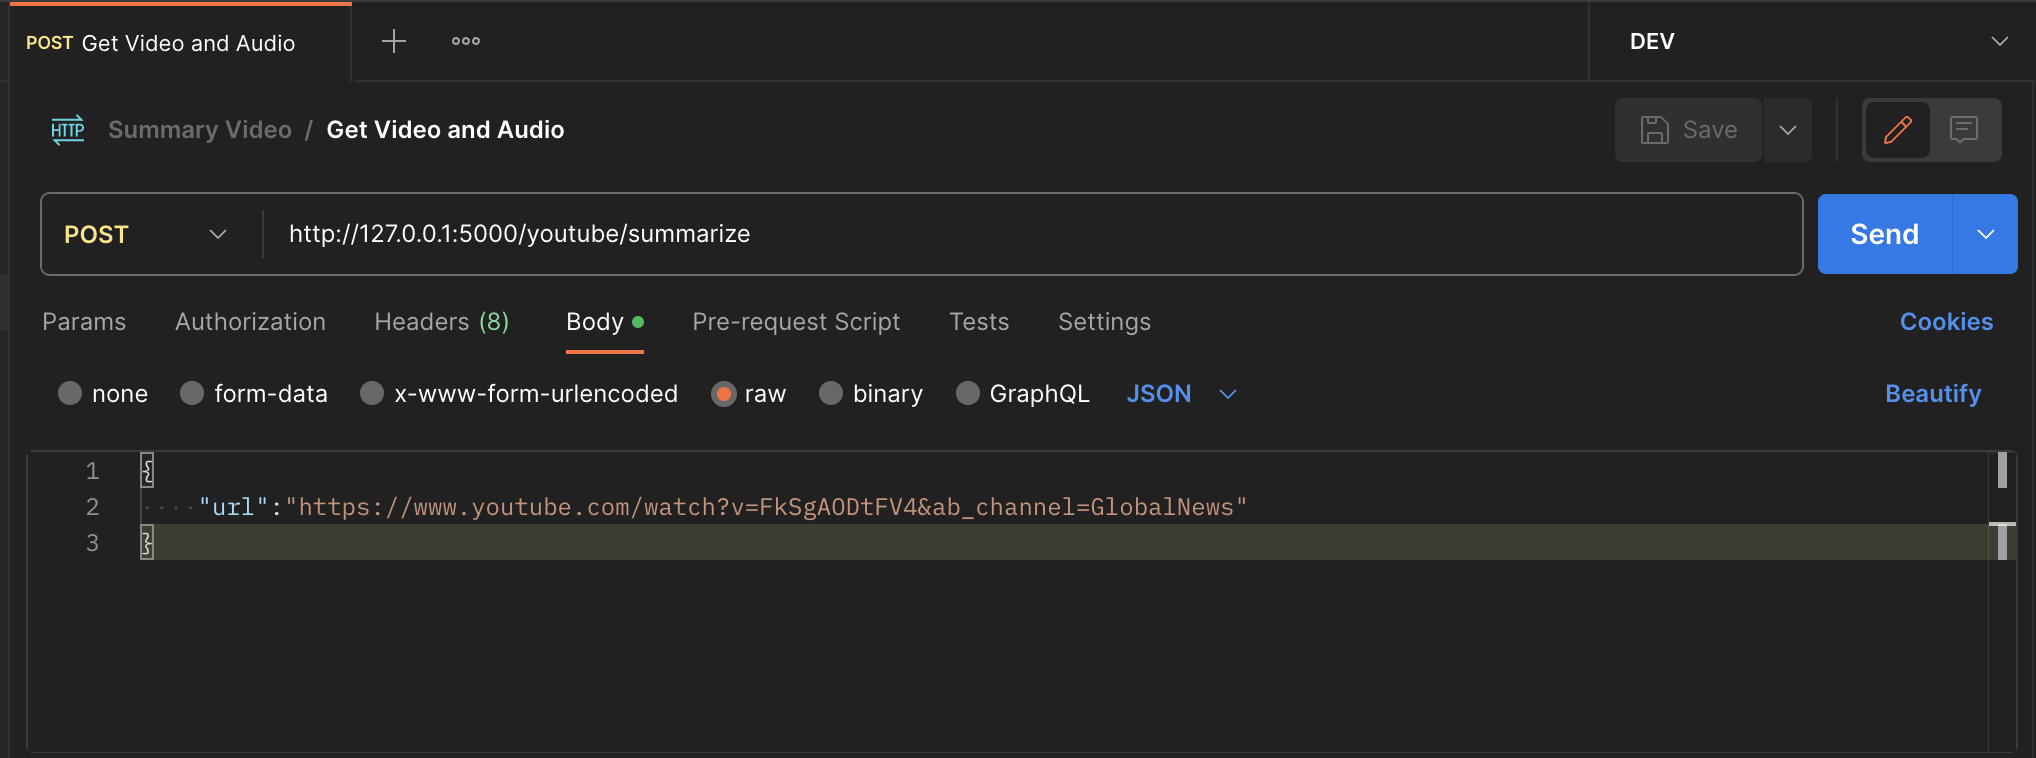 POST Get Video and Audio
DEV
HTTP Summary Video / Get Video and Audio
Save
POST http://127.0.0.1:5000/youtube/summarize Send
Params Authorization Headers (8) Body Pre-request Script Tests Settings Cookies
none form-data x-www-form-urlencoded raw binary GraphQL JSON Beautify
1 {
2 "url":"https://www.youtube.com/watch?v=FkSgAODtFV4&ab_channel=GlobalNews"
3 }